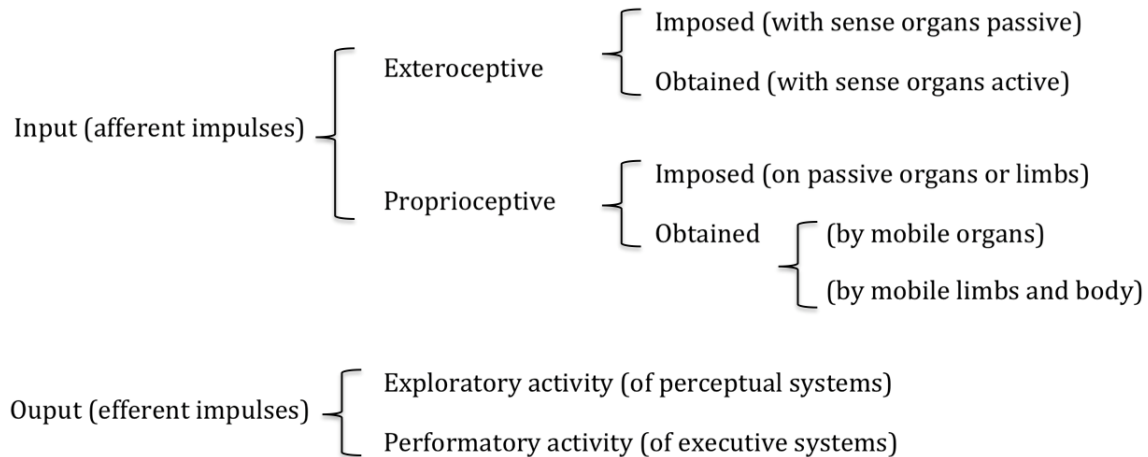 Imposed (with sense organs passive)
Exteroceptive
Obtained (with sense organs active)
Input (afferent impulses)
Imposed (on passive organs or limbs)
Proprioceptive
Obtained
(by mobile organs)
(by mobile limbs and body)
Exploratory activity (of perceptual systems)
Ouput (efferent impulses)
Performatory activity (of executive systems)